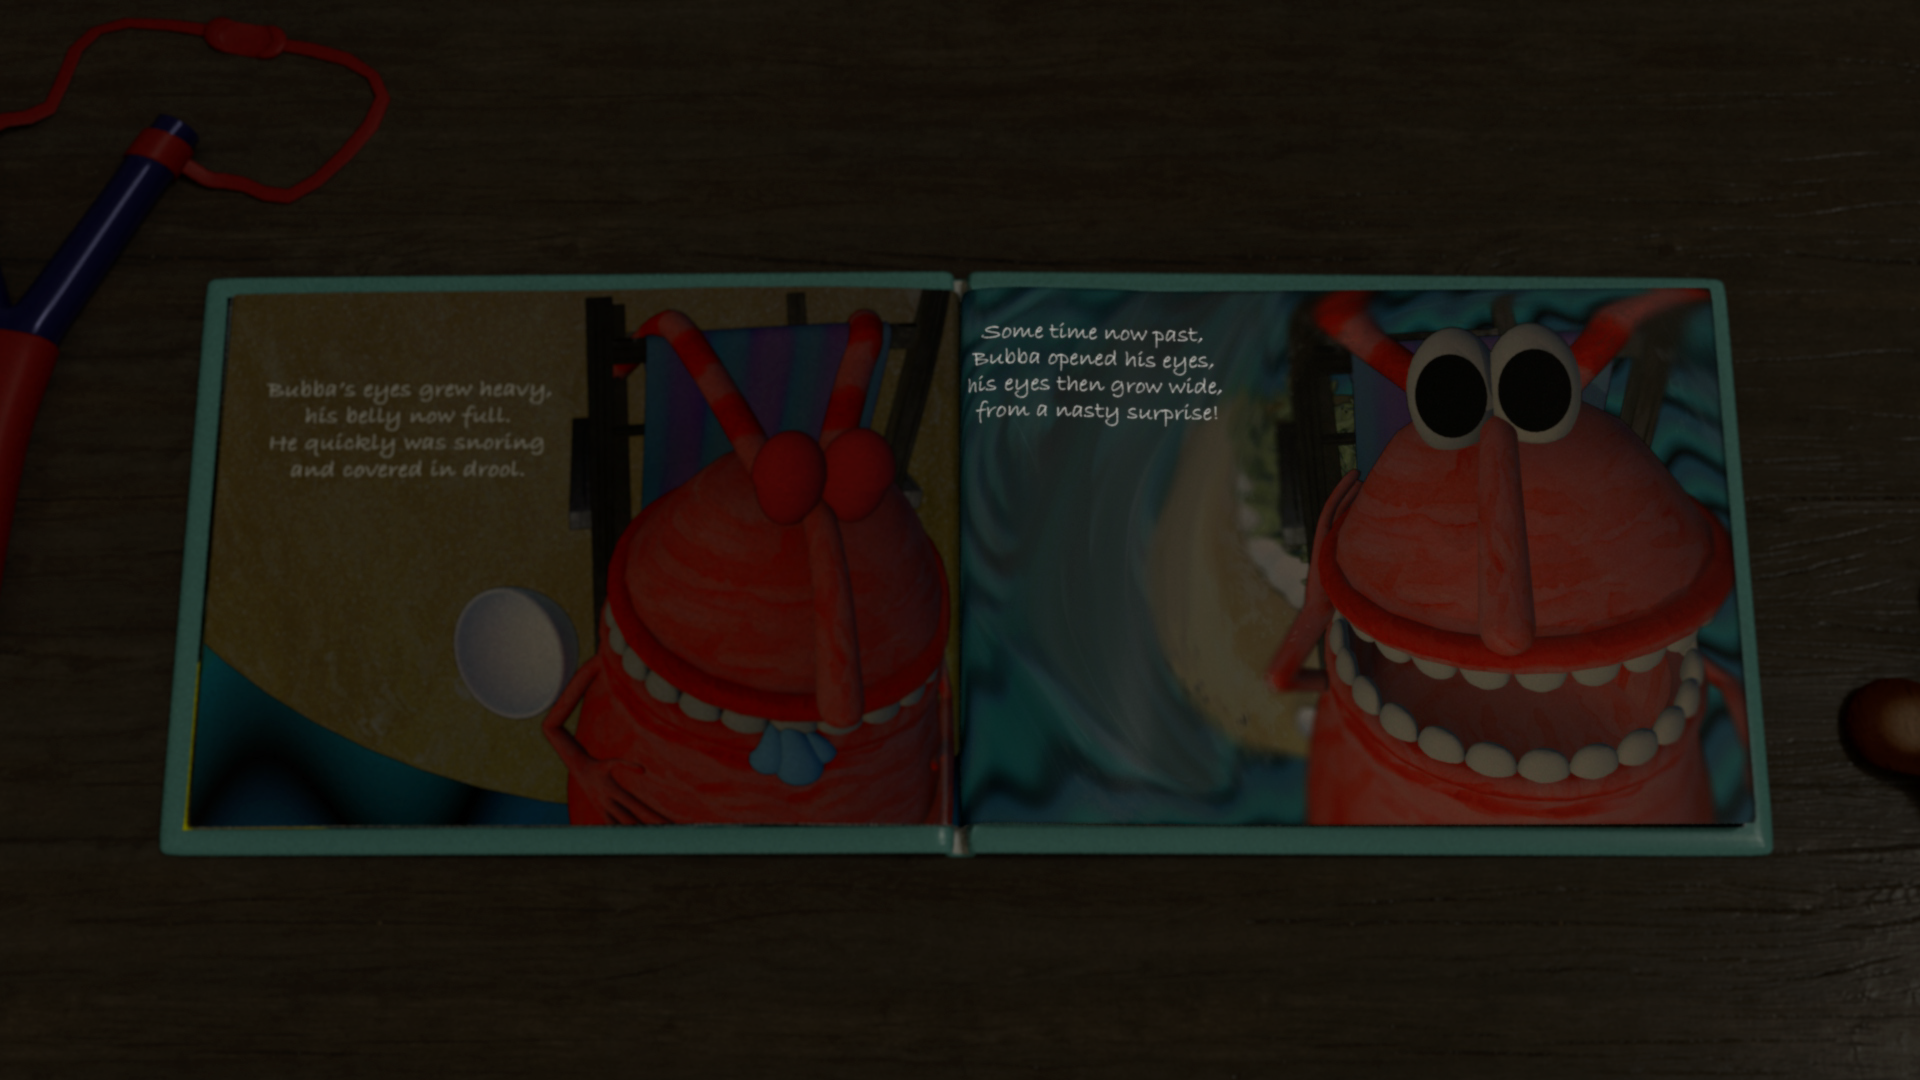 Bubba's eyes grew heavy,
his belly now full.
He quickly was snoring
and covered in drool.
Some time now past,
Bubba opened his eyes,
his eyes then grow wide,
from a nasty surprise!